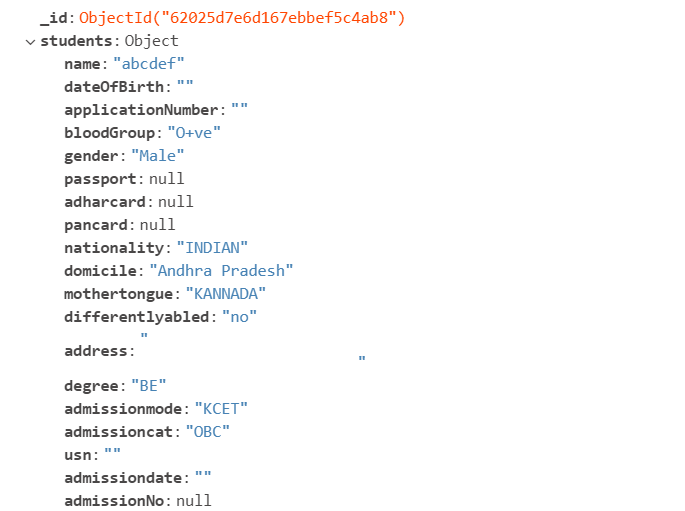 _id: ObjectId("62025d7e6d167ebbef5c4ab8")
students: Object
name: "abcdef"
dateOfBirth: ""
applicationNumber: ""
bloodGroup: "O+ve"
gender: "Male"
passport: null
adharcard: null
pancard: null
nationality: "INDIAN"
domicile: "Andhra Pradesh"
mothertongue: "KANNADA"
differentlyabled: "no"
address: " "
degree: "BE"
admissionmode: "KCET"
admissioncat: "OBC"
usn: ""
admissiondate: ""
admissionNo: null